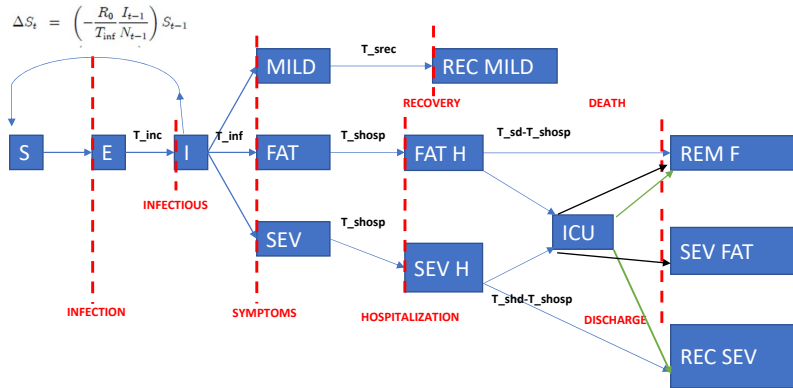 ΔS_t = (-R_0/T_inf I_{t-1}/N_{t-1}) S_{t-1}
T_srec
MILD
REC MILD
RECOVERY
DEATH
T_inc
T_inf
T_shosp
T_sd-T_shosp
S
E
I
FAT
FAT H
REM F
INFECTIOUS
T_shosp
SEV
ICU
SEV FAT
SEV H
T_shd-T_shosp
INFECTION
SYMPTOMS
HOSPITALIZATION
DISCHARGE
REC SEV